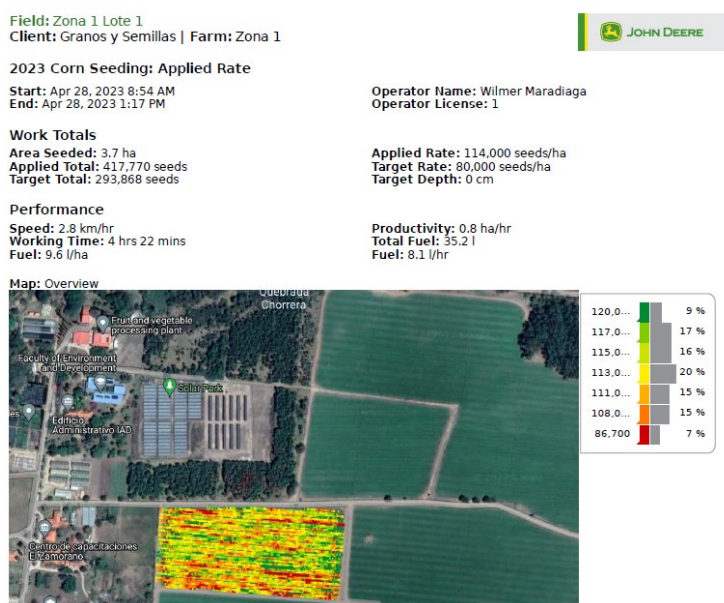 Field: Zona 1 Lote 1
Client: Granos y Semillas | Farm: Zona 1
JOHN DEERE
2023 Corn Seeding: Applied Rate
Start: Apr 28, 2023 8:54 AM
End: Apr 28, 2023 1:17 PM
Operator Name: Wilmer Maradiaga
Operator License: 1
Work Totals
Area Seeded: 3.7 ha
Applied Total: 417,770 seeds
Target Total: 293,868 seeds
Applied Rate: 114,000 seeds/ha
Target Rate: 80,000 seeds/ha
Target Depth: 0 cm
Performance
Speed: 2.8 km/hr
Working Time: 4 hrs 22 mins
Fuel: 9.6 l/ha
Productivity: 0.8 ha/hr
Total Fuel: 35.2 l
Fuel: 8.1 l/hr
Map: Overview
Quebrada
Chorrera
Fruit and vegetable
processing plant
Faculty of Environment
and Development
Solar Park
Edificio
Administrativo IAD
Centro de capacitaciones
El Zamorano
120,0... 9 %
117,0... 17 %
115,0... 16 %
113,0... 20 %
111,0... 15 %
108,0... 15 %
86,700 7 %